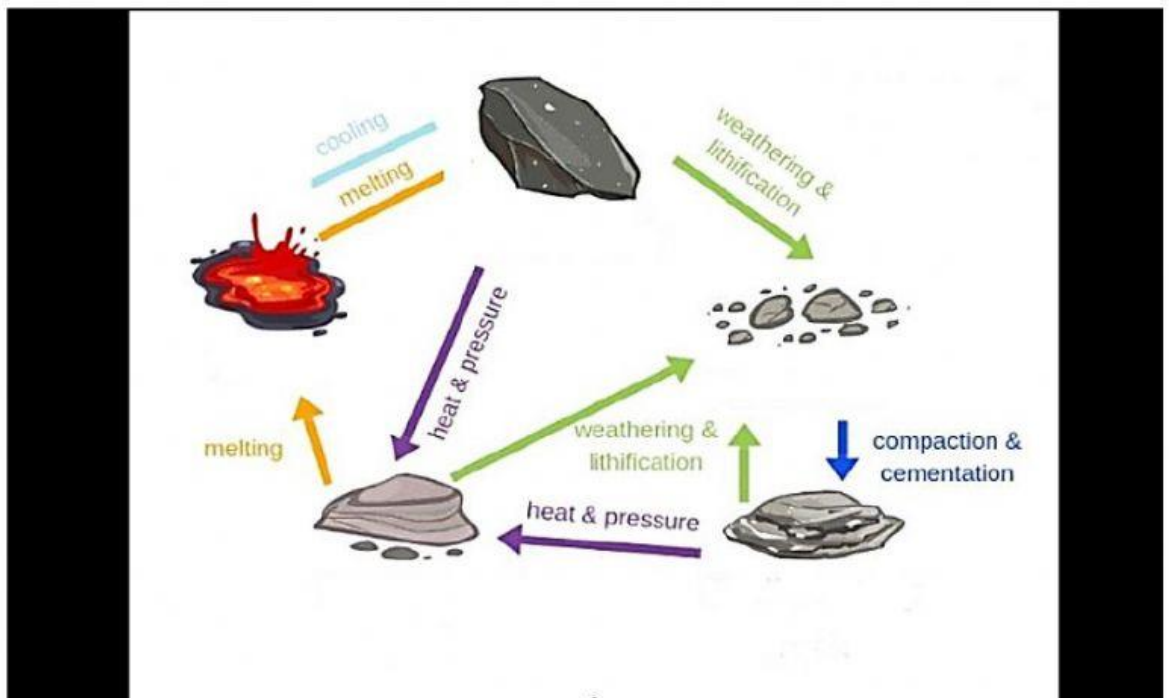 cooling
melting
weathering &
lithification
heat & pressure
weathering &
lithification
melting
compaction &
cementation
heat & pressure